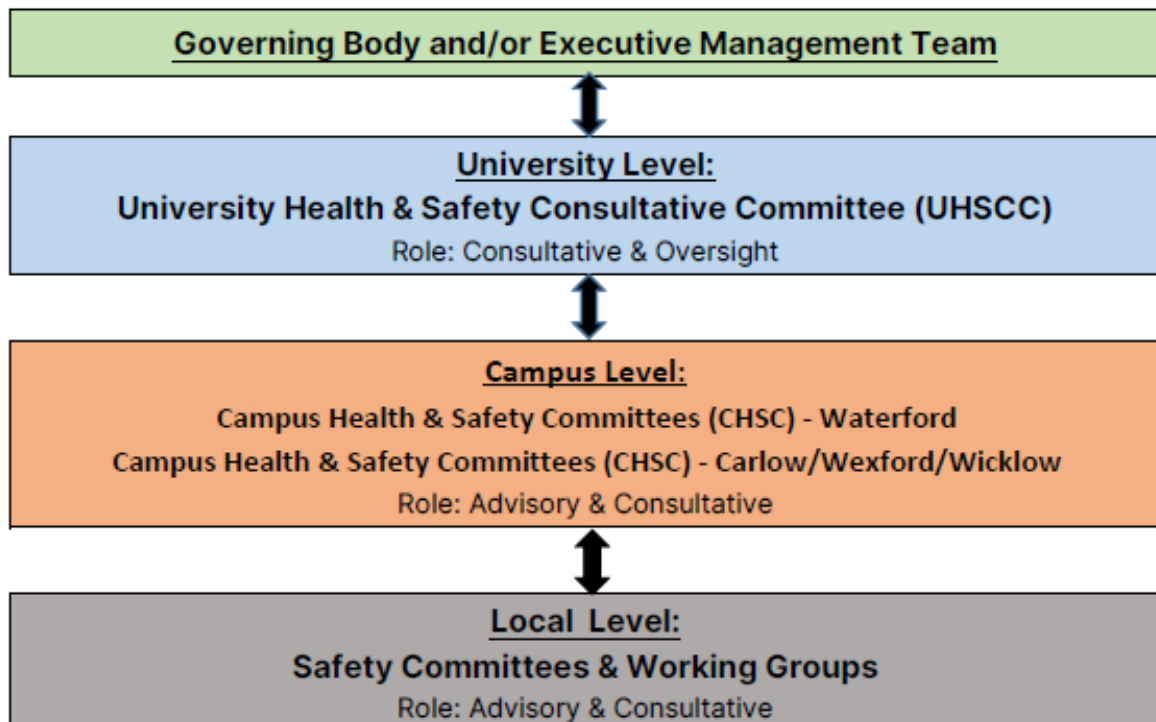 Governing Body and/or Executive Management Team
University Level:
University Health & Safety Consultative Committee (UHSCC)
Role: Consultative & Oversight
Campus Level:
Campus Health & Safety Committees (CHSC) - Waterford
Campus Health & Safety Committees (CHSC) - Carlow/Wexford/Wicklow
Role: Advisory & Consultative
Local Level:
Safety Committees & Working Groups
Role: Advisory & Consultative